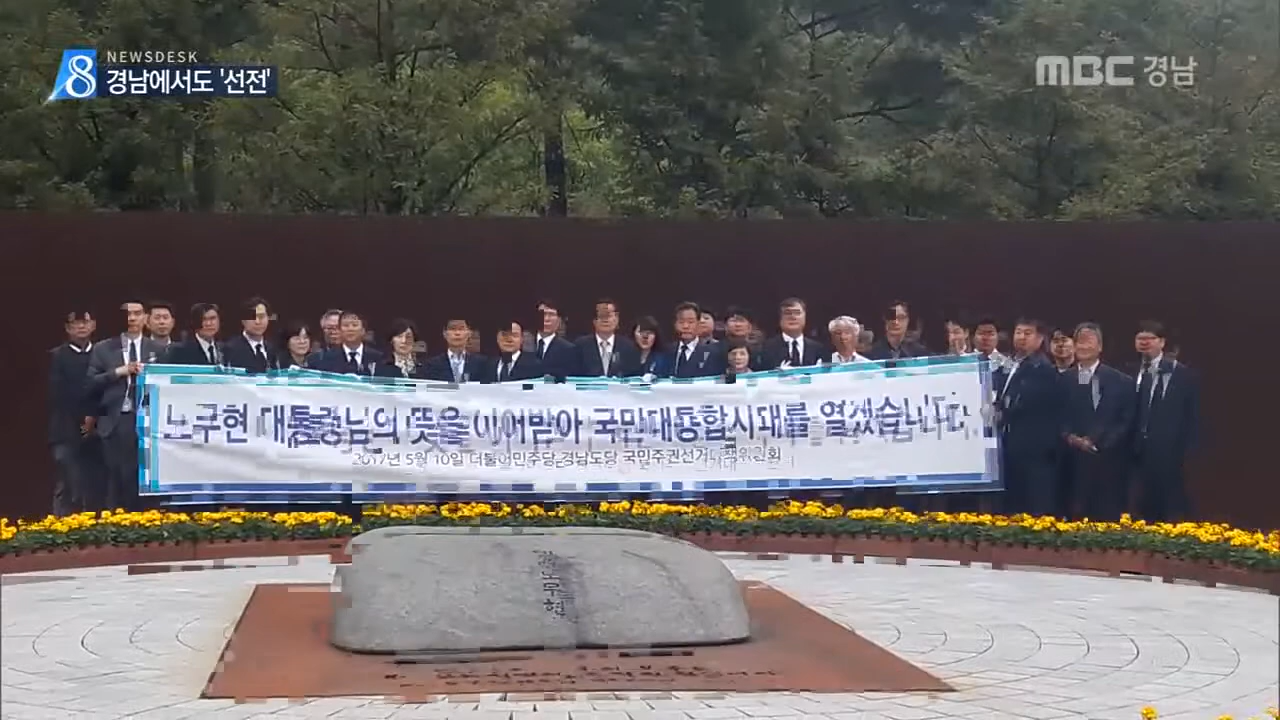 NEWSDESK
8 경남에서도 '선전'
MBC 경남
노무현 대통령님의 뜻을 이어받아 국민대통합시대를 열겠습니다
2017년 5월 10일 더불어민주당 경남도당 국민주권선거대책위원회